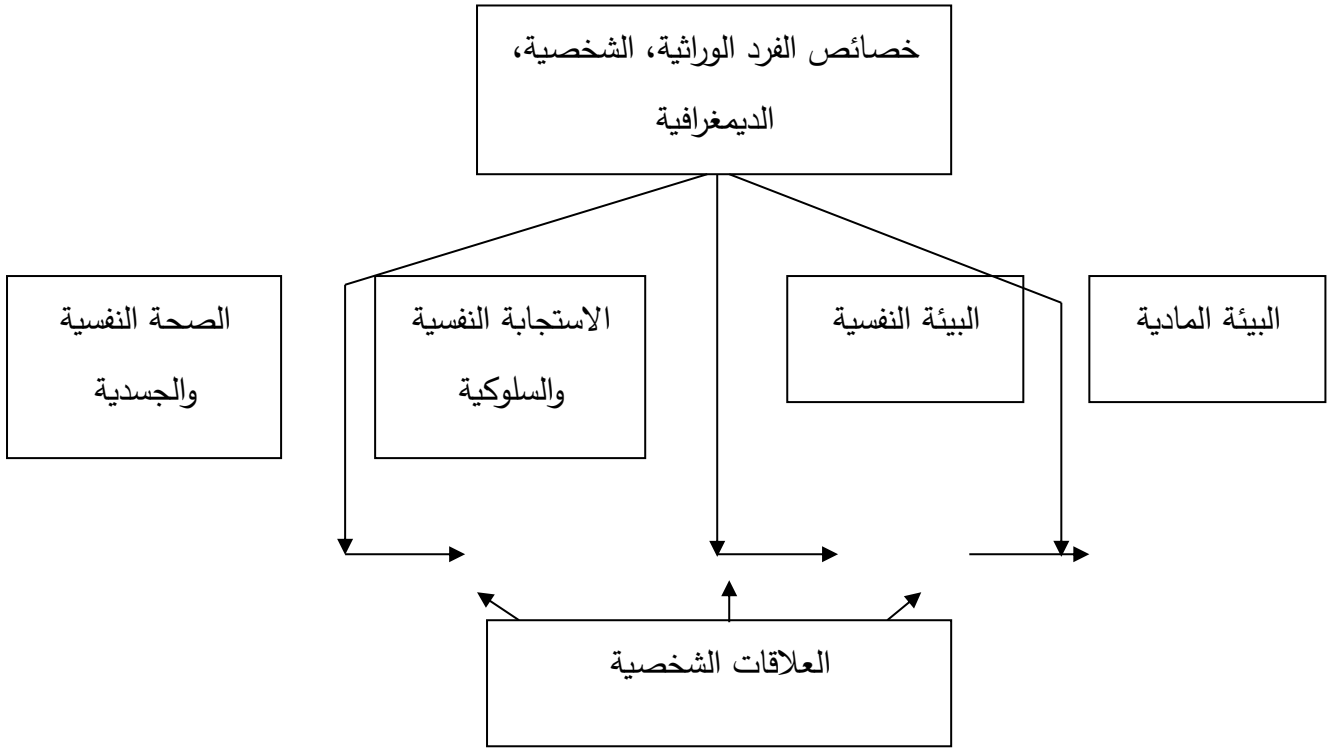 خصائص الفرد الوراثية، الشخصية،
الديمغرافية
البيئة المادية
البيئة النفسية
الاستجابة النفسية
والسلوكية
الصحة النفسية
والجسدية
العلاقات الشخصية